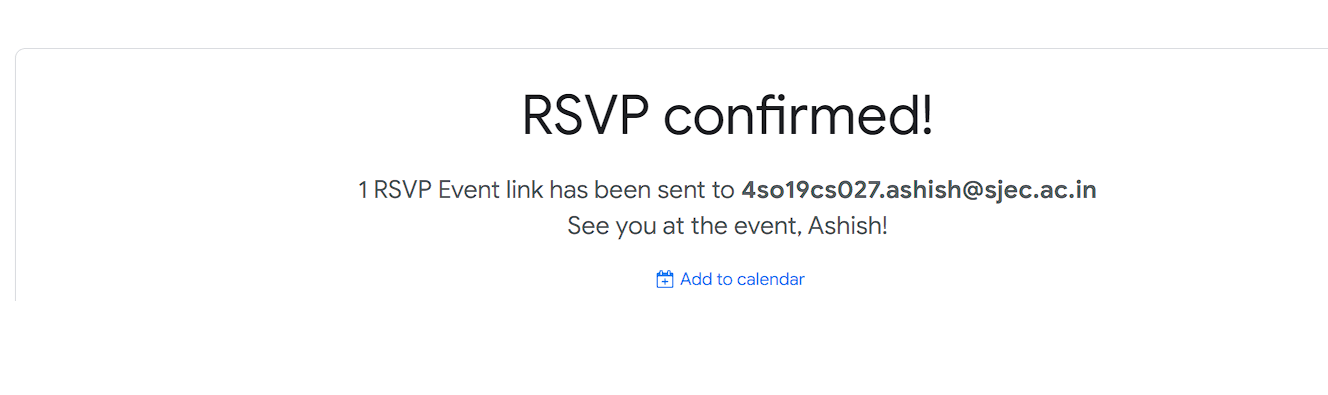 RSVP confirmed!
1 RSVP Event link has been sent to 4so19cs027.ashish@sjec.ac.in
See you at the event, Ashish!
Add to calendar